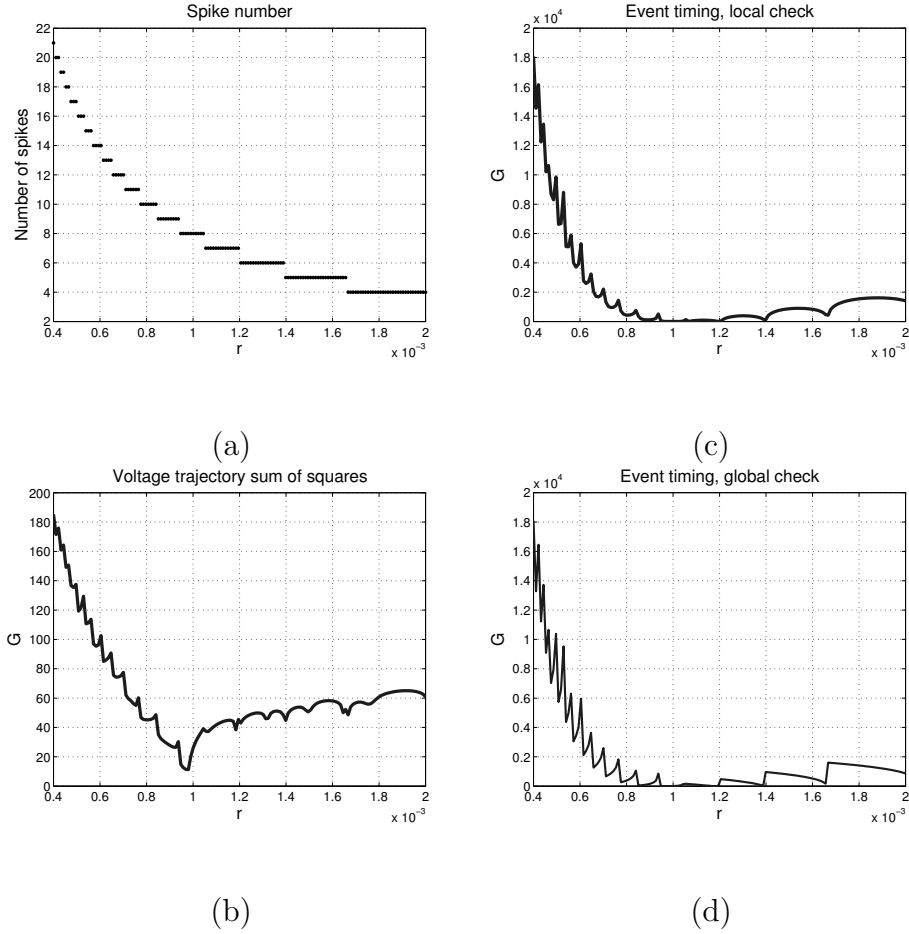 Spike number
22
20
18
16
14
12
10
8
6
4
2
Number of spikes
0.4 0.6 0.8 1 1.2 1.4 1.6 1.8 2
r
x 10⁻³
(a)
Event timing, local check
x 10⁴
2
1.8
1.6
1.4
1.2
1
0.8
0.6
0.4
0.2
0
G
0.4 0.6 0.8 1 1.2 1.4 1.6 1.8 2
r
x 10⁻³
(c)
Voltage trajectory sum of squares
200
180
160
140
120
100
80
60
40
20
0
G
0.4 0.6 0.8 1 1.2 1.4 1.6 1.8 2
r
x 10⁻³
(b)
Event timing, global check
x 10⁴
2
1.8
1.6
1.4
1.2
1
0.8
0.6
0.4
0.2
0
G
0.4 0.6 0.8 1 1.2 1.4 1.6 1.8 2
r
x 10⁻³
(d)